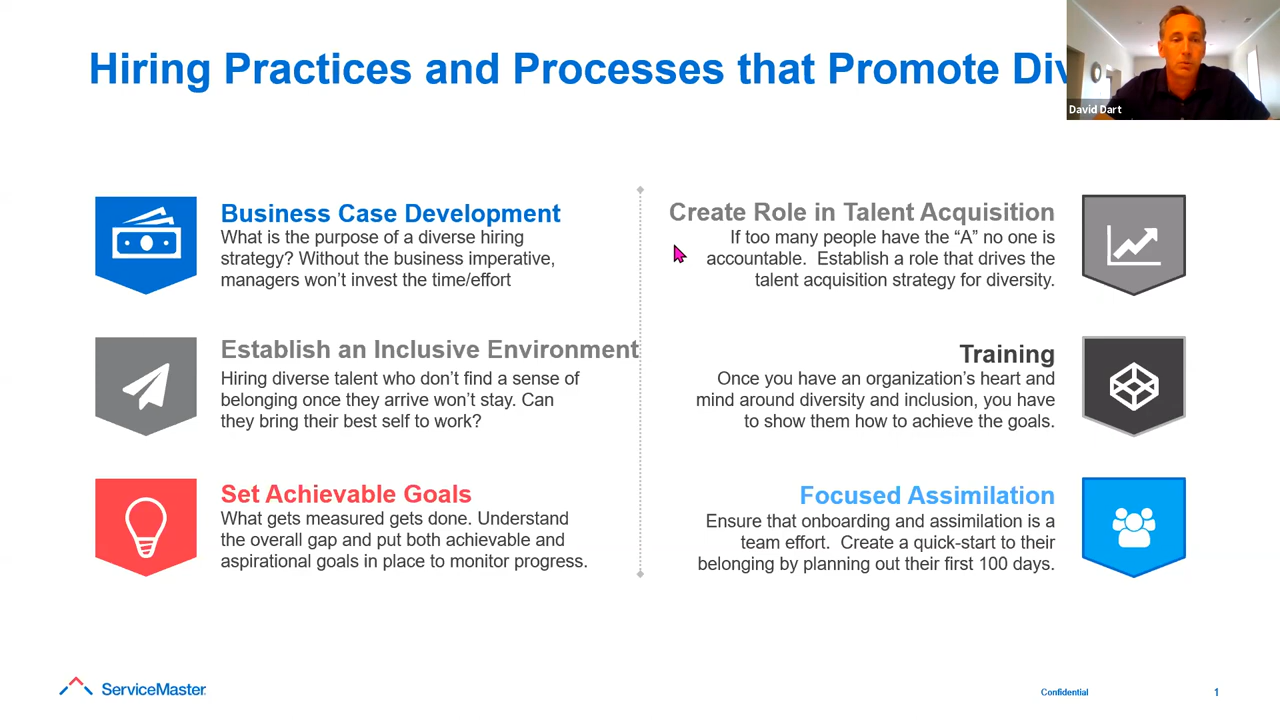 Hiring Practices and Processes that Promote
David Dart
Business Case Development
What is the purpose of a diverse hiring
strategy? Without the business imperative,
managers won’t invest the time/effort
Establish an Inclusive Environment
Hiring diverse talent who don’t find a sense of
belonging once they arrive won’t stay. Can
they bring their best self to work?
Set Achievable Goals
What gets measured gets done. Understand
the overall gap and put both achievable and
aspirational goals in place to monitor progress.
Create Role in Talent Acquisition
If too many people have the “A” no one is
accountable.  Establish a role that drives the
talent acquisition strategy for diversity.
Training
Once you have an organization’s heart and
mind around diversity and inclusion, you have
to show them how to achieve the goals.
Focused Assimilation
Ensure that onboarding and assimilation is a
team effort.  Create a quick-start to their
belonging by planning out their first 100 days.
ServiceMaster
Confidential
1